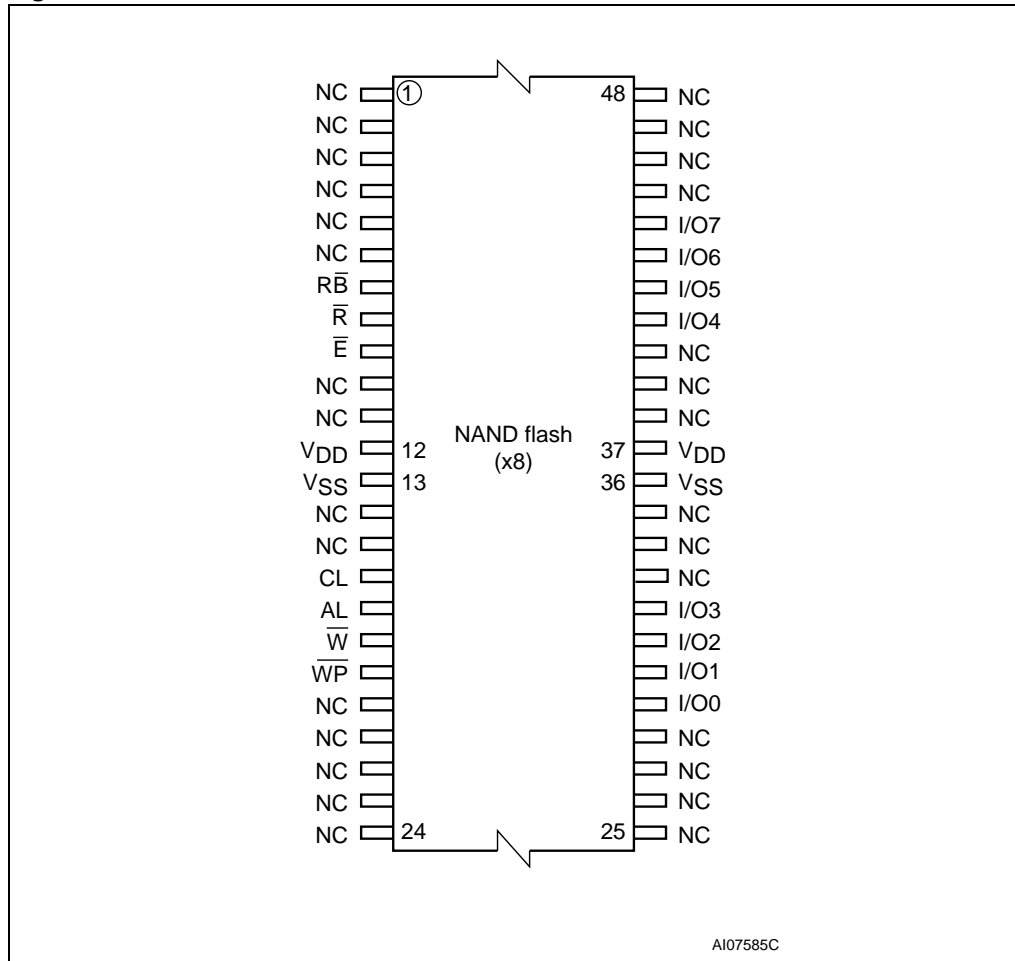 NC 1 48 NC
NC NC
NC NC
NC NC
NC I/O7
NC I/O6
RB̅ I/O5
R̅ I/O4
E̅ NC
NC NC
NC NC
NAND flash
(x8)
VDD 12 37 VDD
VSS 13 36 VSS
NC NC
NC NC
CL NC
AL I/O3
W̅ I/O2
W̅P̅ I/O1
NC I/O0
NC NC
NC NC
NC NC
NC 24 25 NC
AI07585C